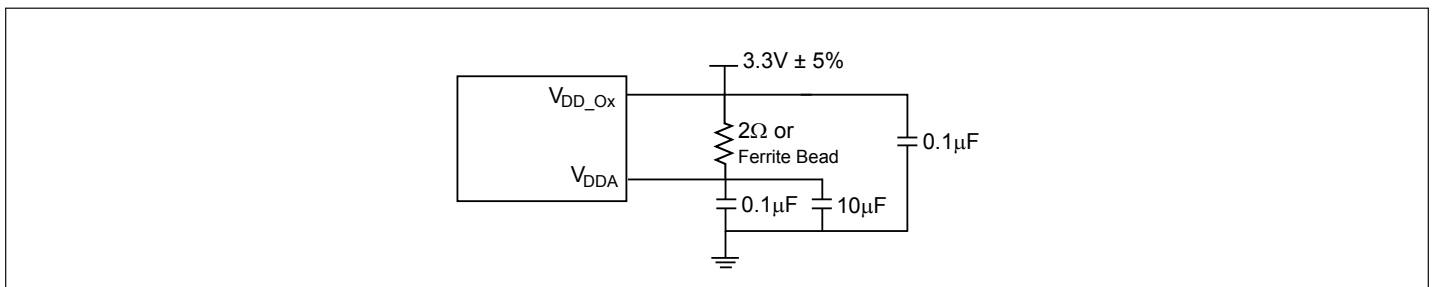 3.3V ± 5%
V_DD_Ox
2Ω or
Ferrite Bead
0.1µF
V_DDA
0.1µF
10µF